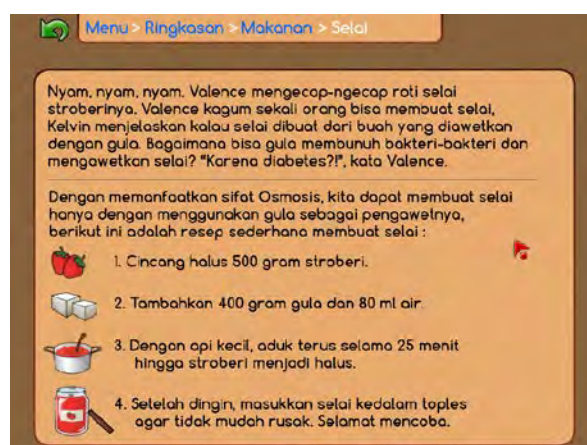 Menu > Ringkasan > Makanan > Selai
Nyam, nyam, nyam. Valence mengecap-ngecap roti selai
stroberinya. Valence kagum sekali orang bisa membuat selai,
Kelvin menjelaskan kalau selai dibuat dari buah yang diawetkan
dengan gula. Bagaimana bisa gula membunuh bakteri-bakteri dan
mengawetkan selai? "Karena diabetes?!", kata Valence.
Dengan memanfaatkan sifat Osmosis, kita dapat membuat selai
hanya dengan menggunakan gula sebagai pengawetnya,
berikut ini adalah resep sederhana membuat selai :
1. Cincang halus 500 gram stroberi.
2. Tambahkan 400 gram gula dan 80 ml air.
3. Dengan api kecil, aduk terus selama 25 menit
hingga stroberi menjadi halus.
4. Setelah dingin, masukkan selai kedalam toples
agar tidak mudah rusak. Selamat mencoba.